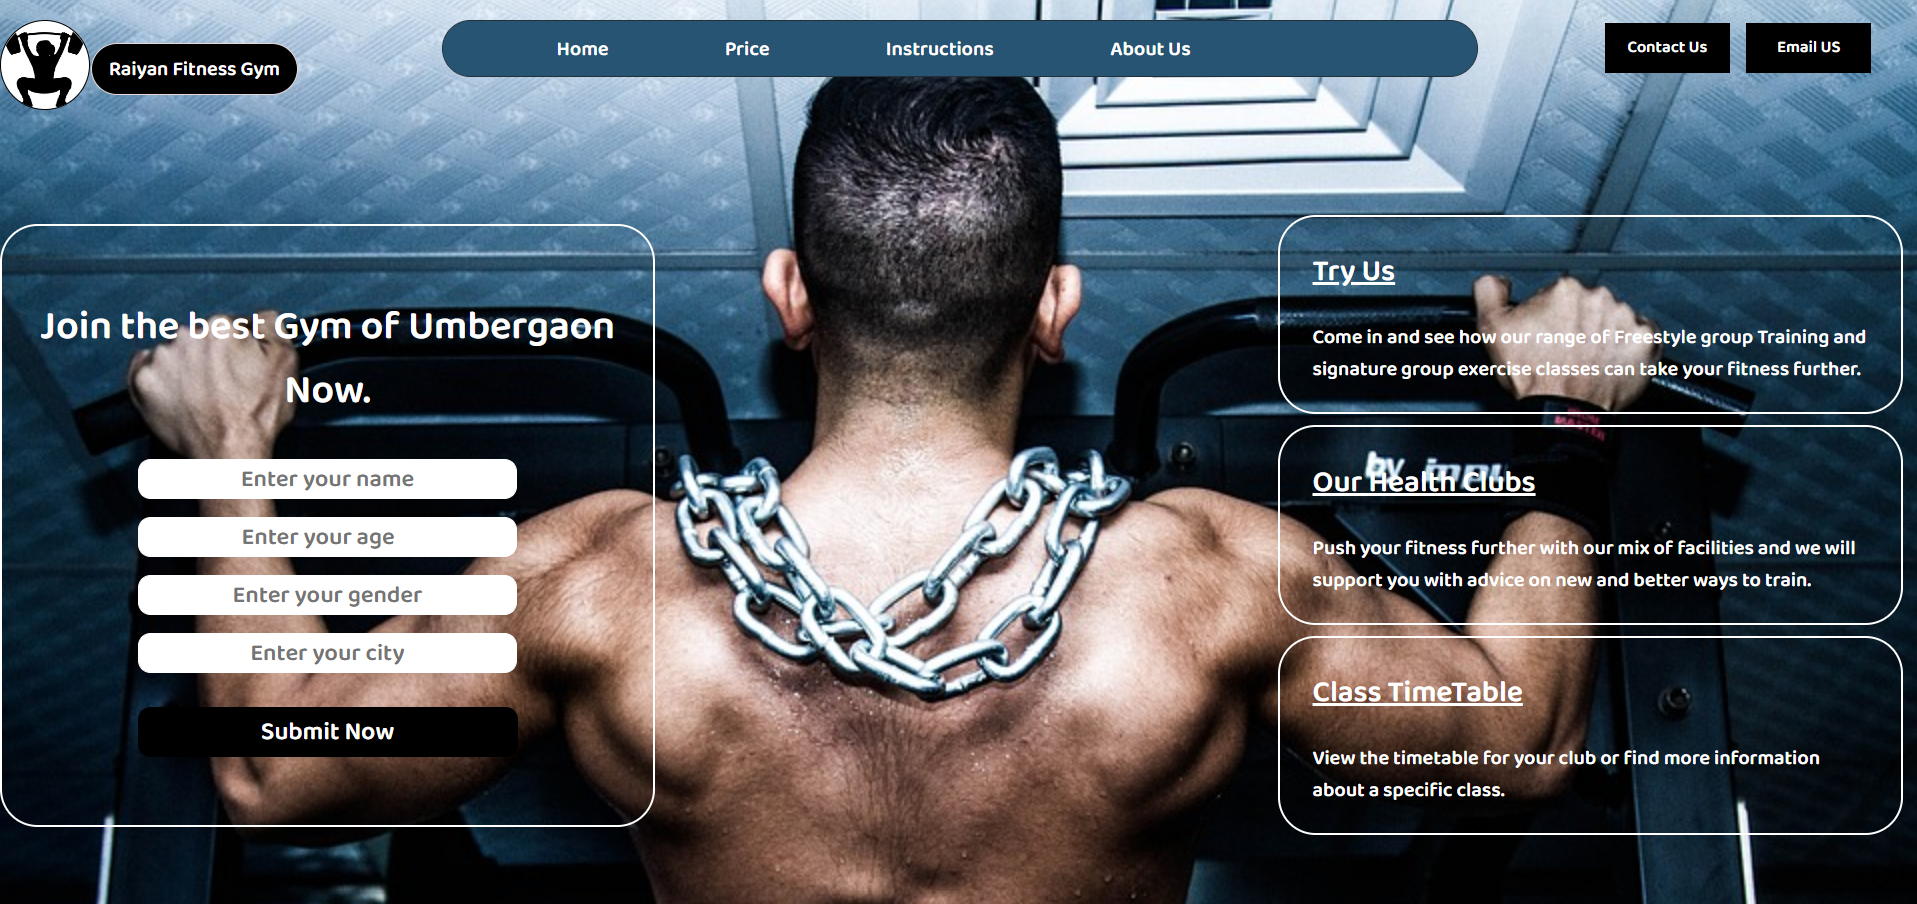 Raiyan Fitness Gym
Home Price Instructions About Us
Contact Us
Email US
Join the best Gym of Umbergaon
Now.
Enter your name
Enter your age
Enter your gender
Enter your city
Submit Now
Try Us
Come in and see how our range of Freestyle group Training and
signature group exercise classes can take your fitness further.
by
Our Health Clubs
Push your fitness further with our mix of facilities and we will
support you with advice on new and better ways to train.
Class TimeTable
View the timetable for your club or find more information
about a specific class.